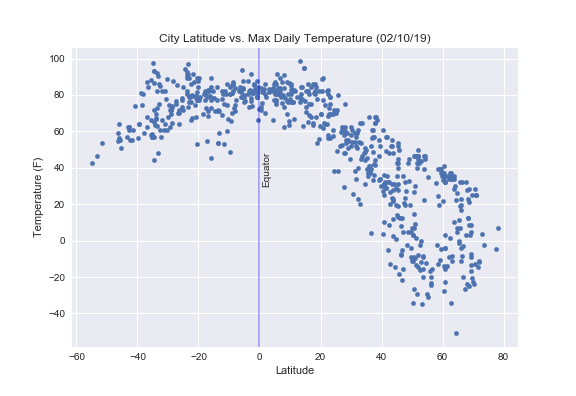 City Latitude vs. Max Daily Temperature (02/10/19)
100
80
60
40
20
0
−20
−40
Temperature (F)
Equator
−60 −40 −20 0 20 40 60 80
Latitude